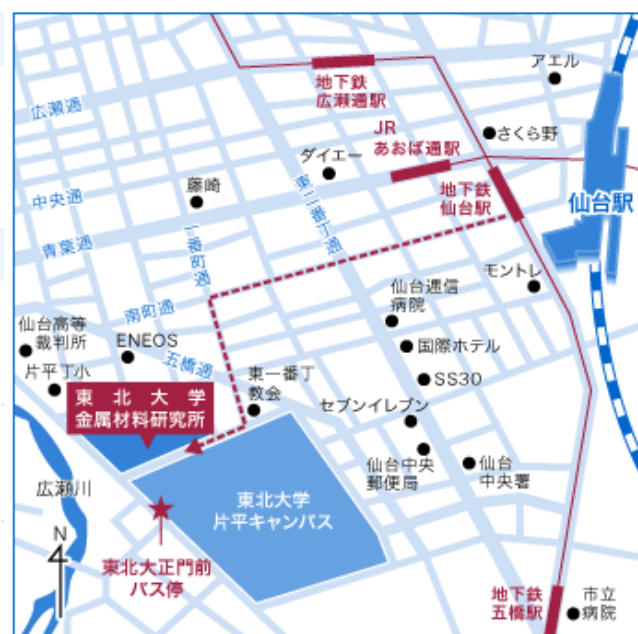 アエル
地下鉄
広瀬通駅
広瀬通
JR
あおば通駅
さくら野
ダイエー
中央通
藤崎
東二番丁通
地下鉄
仙台駅
仙台駅
青葉通
一番町通
モントレ
仙台逓信
病院
南町通
仙台高等
裁判所
ENEOS
五橋通
国際ホテル
片平丁小
東一番丁
教会
SS30
東北大学
金属材料研究所
セブンイレブン
仙台中央
郵便局
仙台
中央署
広瀬川
東北大学
片平キャンパス
N
東北大正門前
バス停
地下鉄
五橋駅
市立
病院